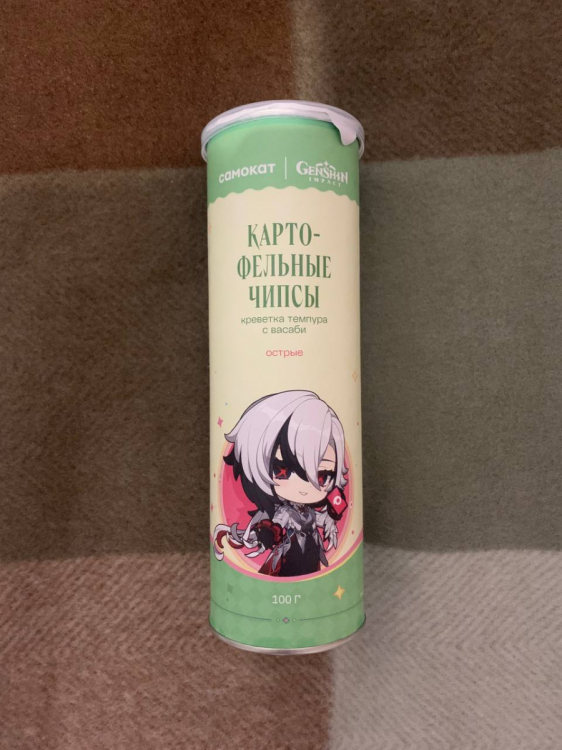 самокат | GENSHIN
IMPACT
КАРТО-
ФЕЛЬНЫЕ
ЧИПСЫ
креветка темпура
с васаби
острые
100 Г